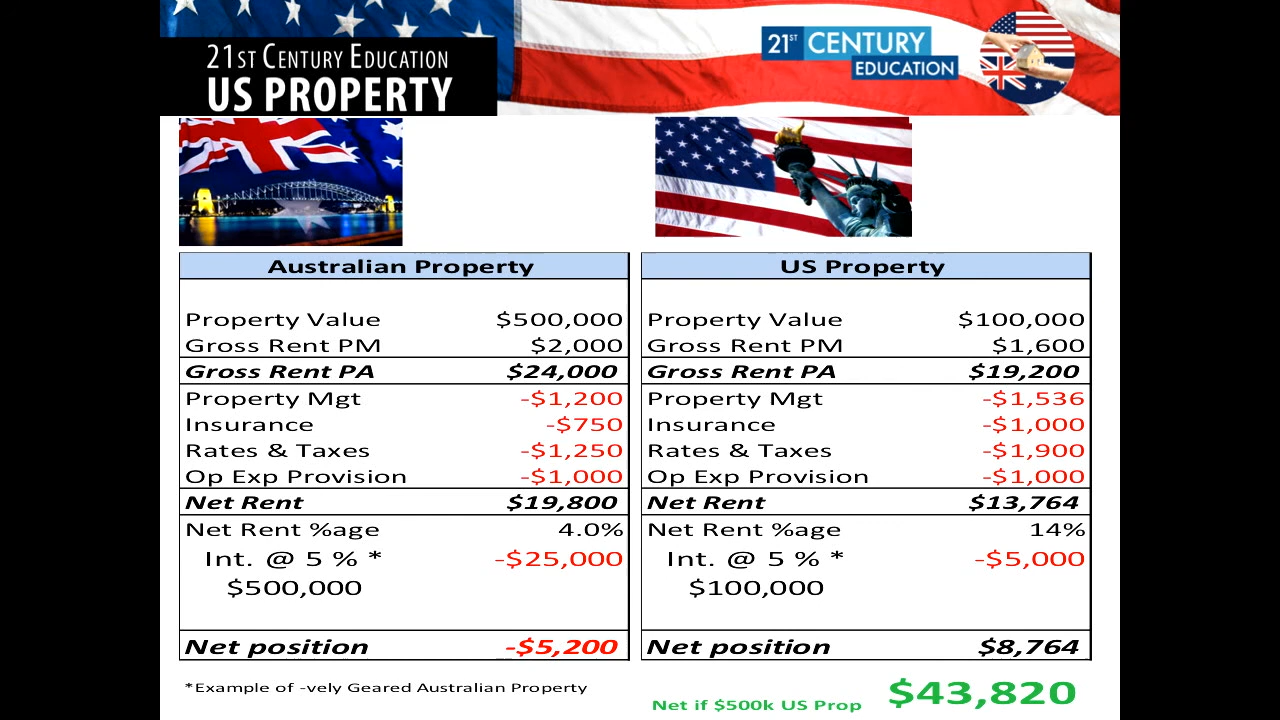 21ST CENTURY EDUCATION
US PROPERTY
21ST CENTURY
EDUCATION
Australian Property
Property Value $500,000
Gross Rent PM $2,000
Gross Rent PA $24,000
Property Mgt -$1,200
Insurance -$750
Rates & Taxes -$1,250
Op Exp Provision -$1,000
Net Rent $19,800
Net Rent %age 4.0%
Int. @ 5 % * -$25,000
$500,000
Net position -$5,200
*Example of -vely Geared Australian Property
US Property
Property Value $100,000
Gross Rent PM $1,600
Gross Rent PA $19,200
Property Mgt -$1,536
Insurance -$1,000
Rates & Taxes -$1,900
Op Exp Provision -$1,000
Net Rent $13,764
Net Rent %age 14%
Int. @ 5 % * -$5,000
$100,000
Net position $8,764
Net if $500k US Prop $43,820